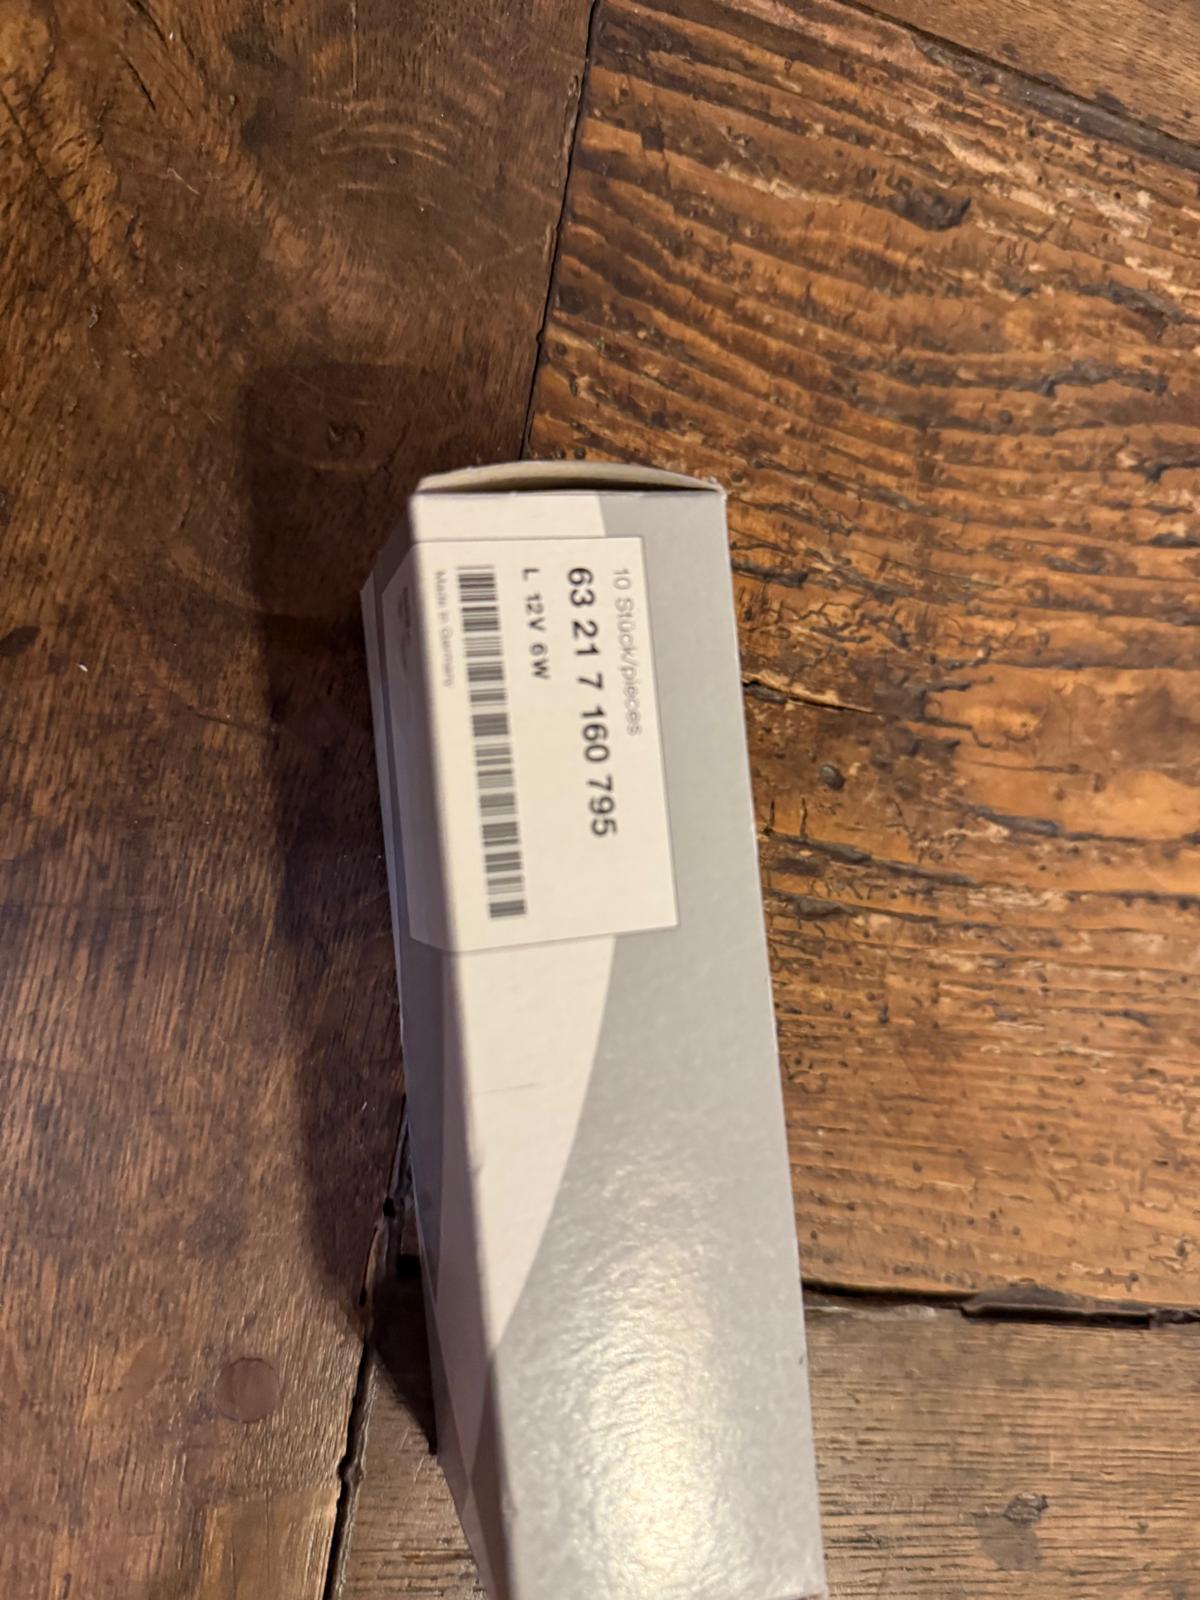 10 Stück/pieces
63 21 7 160 795
L 12V 6W
Made in Germany